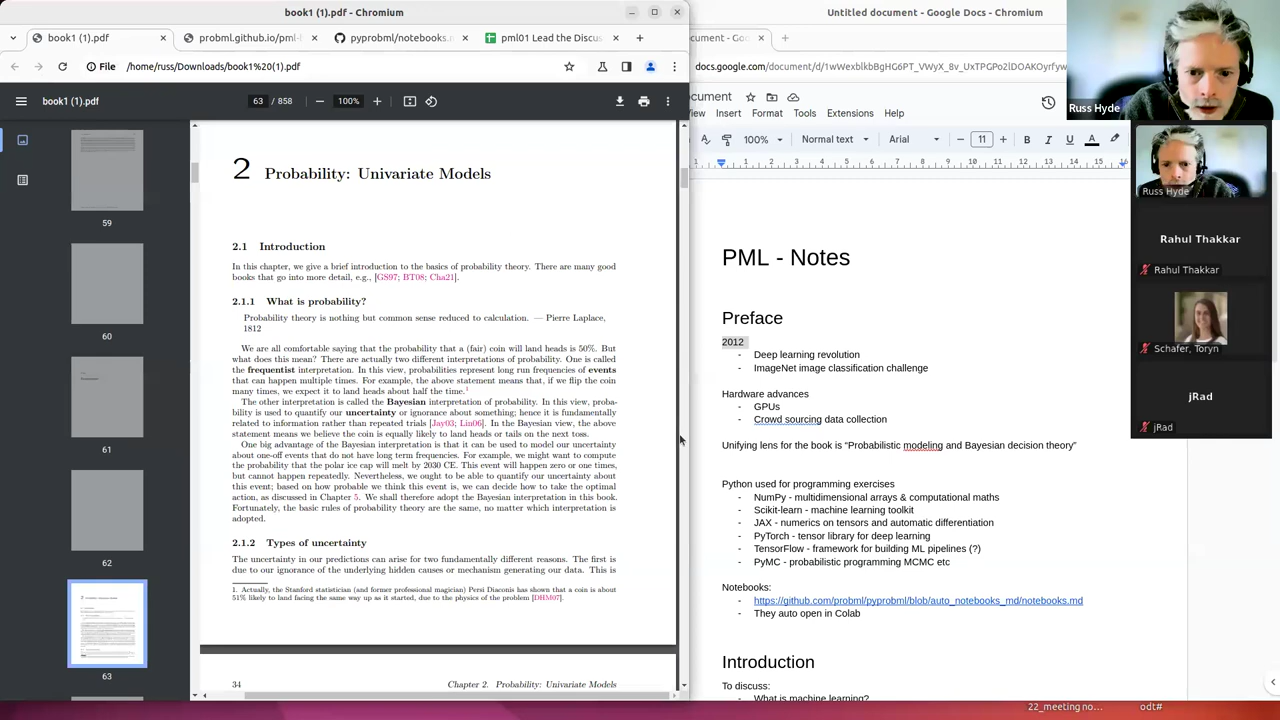 book1 (1).pdf - Chromium
book1 (1).pdf
probml.github.io/pml-
pyprobml/notebooks.m
pml01 Lead the Discus
File
/home/russ/Downloads/book1%20(1).pdf
book1 (1).pdf
63 / 858
100%
59
60
61
62
63
2 Probability: Univariate Models
2.1 Introduction
In this chapter, we give a brief introduction to the basics of probability theory. There are many good
books that go into more detail, e.g., [GS97; BT08; Cha21].
2.1.1 What is probability?
Probability theory is nothing but common sense reduced to calculation. — Pierre Laplace,
1812
We are all comfortable saying that the probability that a (fair) coin will land heads is 50%. But
what does this mean? There are actually two different interpretations of probability. One is called
the frequentist interpretation. In this view, probabilities represent long run frequencies of events
that can happen multiple times. For example, the above statement means that, if we flip the coin
many times, we expect it to land heads about half the time.1
The other interpretation is called the Bayesian interpretation of probability. In this view, proba-
bility is used to quantify our uncertainty or ignorance about something; hence it is fundamentally
related to information rather than repeated trials [Jay03; Lin06]. In the Bayesian view, the above
statement means we believe the coin is equally likely to land heads or tails on the next toss.
One big advantage of the Bayesian interpretation is that it can be used to model our uncertainty
about one-off events that do not have long term frequencies. For example, we might want to compute
the probability that the polar ice cap will melt by 2030 CE. This event will happen zero or one times,
but cannot happen repeatedly. Nevertheless, we ought to be able to quantify our uncertainty about
this event; based on how probable we think this event is, we can decide how to take the optimal
action, as discussed in Chapter 5. We shall therefore adopt the Bayesian interpretation in this book.
Fortunately, the basic rules of probability theory are the same, no matter which interpretation is
adopted.
2.1.2 Types of uncertainty
The uncertainty in our predictions can arise for two fundamentally different reasons. The first is
due to our ignorance of the underlying hidden causes or mechanism generating our data. This is
1. Actually, the Stanford statistician (and former professional magician) Persi Diaconis has shown that a coin is about
51% likely to land facing the same way up as it started, due to the physics of the problem [DHM07].
34
Chapter 2. Probability: Univariate Models
Untitled document - Google Docs - Chromium
ocument - Goo
docs.google.com/document/d/1wWexblkbBgHG6PT_VWyX_8v_UxTPGPo2lDOAKOyrfyw
ocument
Insert Format Tools Extensions Help
100% Normal text Arial 11 B I U A
1 2 3 4 5 6 7 8 9 10 11 12 13 14 15 16
PML - Notes
Preface
2012
- Deep learning revolution
- ImageNet image classification challenge
Hardware advances
- GPUs
- Crowd sourcing data collection
Unifying lens for the book is "Probabilistic modeling and Bayesian decision theory"
Python used for programming exercises
- NumPy - multidimensional arrays & computational maths
- Scikit-learn - machine learning toolkit
- JAX - numerics on tensors and automatic differentiation
- PyTorch - tensor library for deep learning
- TensorFlow - framework for building ML pipelines (?)
- PyMC - probabilistic programming MCMC etc
Notebooks:
- https://github.com/probml/pyprobml/blob/auto_notebooks_md/notebooks.md
- They auto open in Colab
Introduction
To discuss:
- What is machine learning?
Russ Hyde
Russ Hyde
Rahul Thakkar
Rahul Thakkar
Schafer, Toryn
jRad
jRad
22_meeting no...
odt#